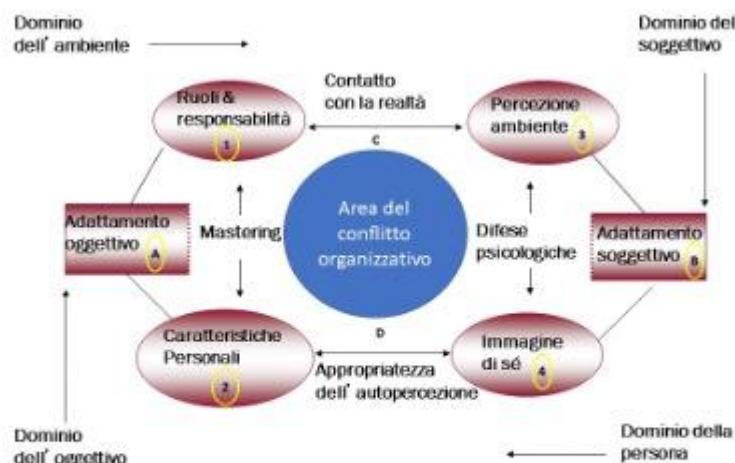 Dominio
dell' ambiente
Dominio del
soggettivo
Ruoli &
responsabilità
1
Contatto
con la realtà
C
Percezione
ambiente
3
Adattamento
oggettivo
A
Mastering
Area del
conflitto
organizzativo
Difese
psicologiche
Adattamento
soggettivo
B
Caratteristiche
Personali
2
D
Appropriatezza
dell' autopercezione
Immagine
di sé
4
Dominio
dell' oggettivo
Dominio della
persona